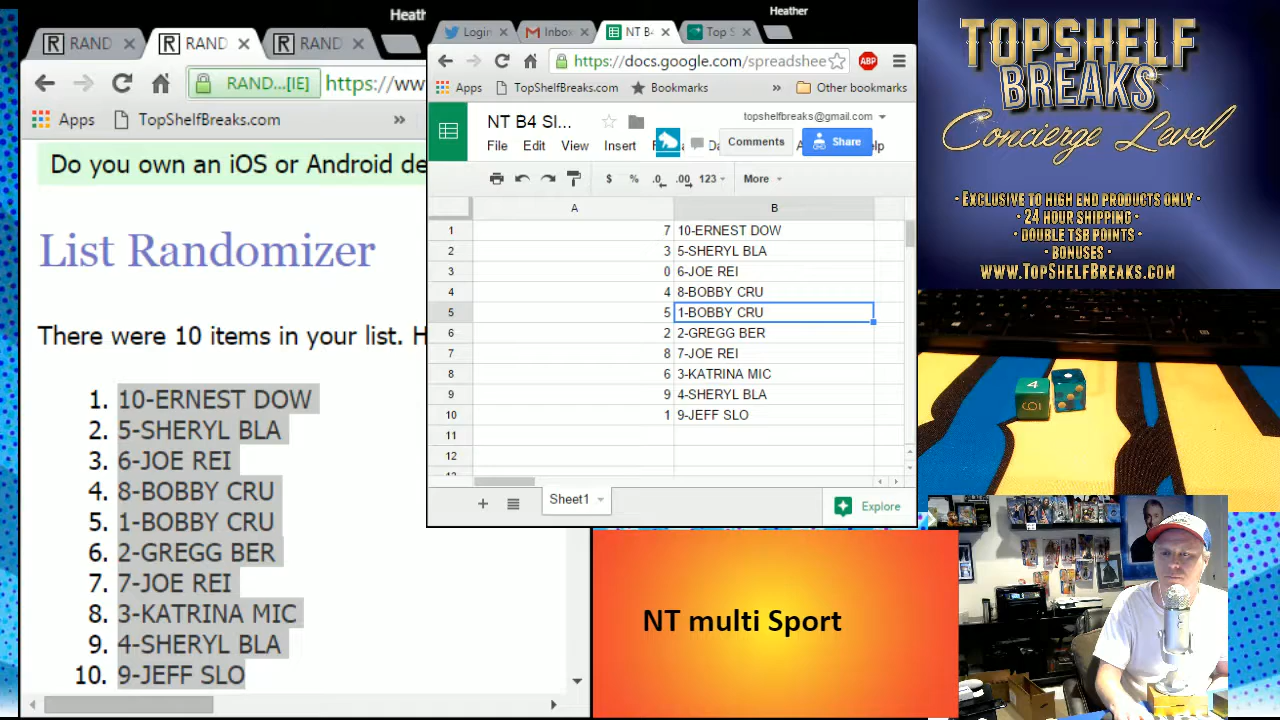 Heath
RAND
RAND
RAND
RAND...[IE] https://ww
Apps TopShelfBreaks.com »
Do you own an iOS or Android de
List Randomizer
There were 10 items in your list. H
1. 10-ERNEST DOW
2. 5-SHERYL BLA
3. 6-JOE REI
4. 8-BOBBY CRU
5. 1-BOBBY CRU
6. 2-GREGG BER
7. 7-JOE REI
8. 3-KATRINA MIC
9. 4-SHERYL BLA
10. 9-JEFF SLO
Heather
Login
Inbox
NT B4
Top S
https://docs.google.com/spreadshee
ABP
Apps TopShelfBreaks.com Bookmarks » Other bookmarks
NT B4 Sl...
topshelfbreaks@gmail.com
File Edit View Insert
Comments
Share
$ % .0 .00 123 More
A B
1 7 10-ERNEST DOW
2 3 5-SHERYL BLA
3 0 6-JOE REI
4 4 8-BOBBY CRU
5 5 1-BOBBY CRU
6 2 2-GREGG BER
7 8 7-JOE REI
8 6 3-KATRINA MIC
9 9 4-SHERYL BLA
10 1 9-JEFF SLO
11
12
Sheet1
Explore
NT multi Sport
TOPSHELF
BREAKS
Concierge Level
• EXCLUSIVE TO HIGH END PRODUCTS ONLY •
• 24 HOUR SHIPPING •
• DOUBLE TSB POINTS •
• BONUSES •
WWW.TOPSHELFBREAKS.COM
4